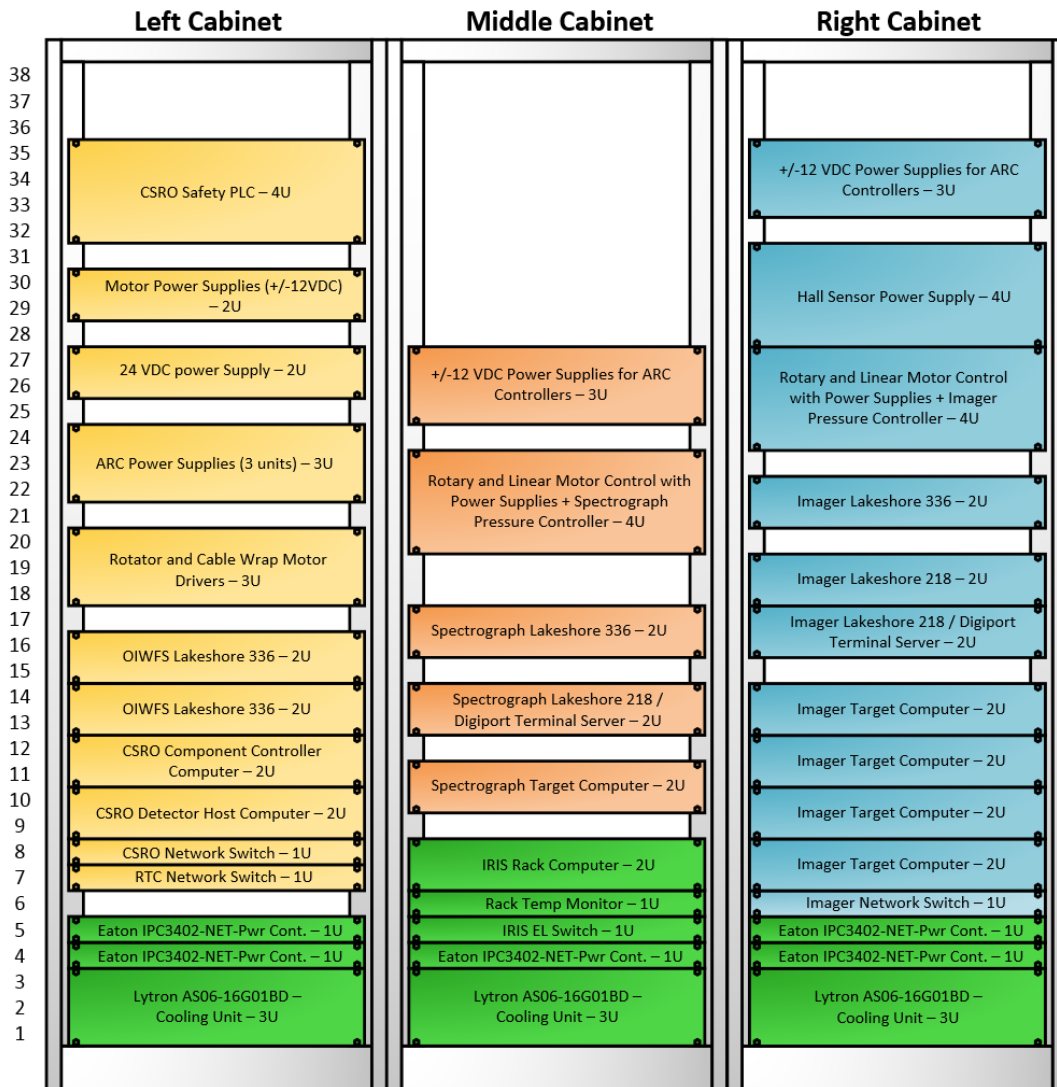 Left Cabinet
Middle Cabinet
Right Cabinet
38
37
36
35
34
33
32
31
30
29
28
27
26
25
24
23
22
21
20
19
18
17
16
15
14
13
12
11
10
9
8
7
6
5
4
3
2
1
CSRO Safety PLC – 4U
Motor Power Supplies (+/-12VDC)
– 2U
24 VDC power Supply – 2U
ARC Power Supplies (3 units) – 3U
Rotator and Cable Wrap Motor
Drivers – 3U
OIWFS Lakeshore 336 – 2U
OIWFS Lakeshore 336 – 2U
CSRO Component Controller
Computer – 2U
CSRO Detector Host Computer – 2U
CSRO Network Switch – 1U
RTC Network Switch – 1U
Eaton IPC3402-NET-Pwr Cont. – 1U
Eaton IPC3402-NET-Pwr Cont. – 1U
Lytron AS06-16G01BD –
Cooling Unit – 3U
+/-12 VDC Power Supplies for ARC
Controllers – 3U
Rotary and Linear Motor Control with
Power Supplies + Spectrograph
Pressure Controller – 4U
Spectrograph Lakeshore 336 – 2U
Spectrograph Lakeshore 218 /
Digiport Terminal Server – 2U
Spectrograph Target Computer – 2U
IRIS Rack Computer – 2U
Rack Temp Monitor – 1U
IRIS EL Switch – 1U
Eaton IPC3402-NET-Pwr Cont. – 1U
Lytron AS06-16G01BD –
Cooling Unit – 3U
+/-12 VDC Power Supplies for ARC
Controllers – 3U
Hall Sensor Power Supply – 4U
Rotary and Linear Motor Control
with Power Supplies + Imager
Pressure Controller – 4U
Imager Lakeshore 336 – 2U
Imager Lakeshore 218 – 2U
Imager Lakeshore 218 / Digiport
Terminal Server – 2U
Imager Target Computer – 2U
Imager Target Computer – 2U
Imager Target Computer – 2U
Imager Target Computer – 2U
Imager Network Switch – 1U
Eaton IPC3402-NET-Pwr Cont. – 1U
Eaton IPC3402-NET-Pwr Cont. – 1U
Lytron AS06-16G01BD –
Cooling Unit – 3U